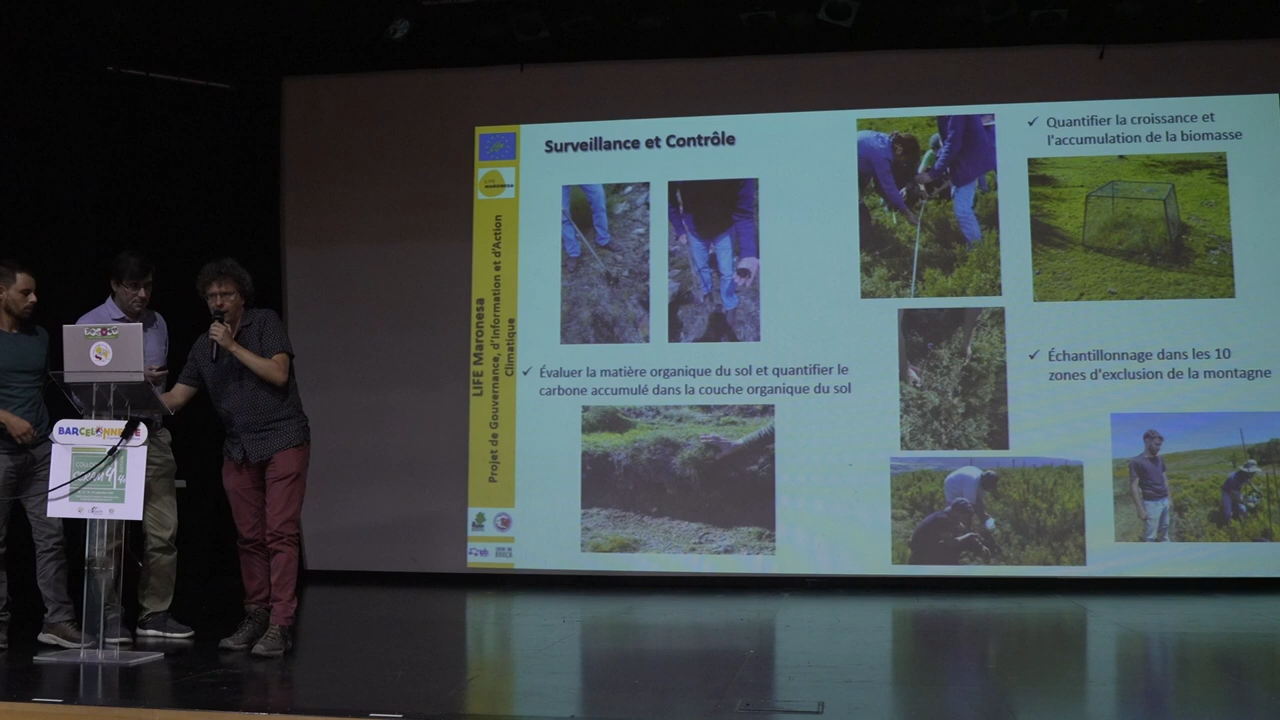 Surveillance et Contrôle
LIFE Maronesa
Projet de Gouvernance, d'Information et d'Action
Climatique
✓ Évaluer la matière organique du sol et quantifier le
carbone accumulé dans la couche organique du sol
✓ Quantifier la croissance et
l'accumulation de la biomasse
✓ Échantillonnage dans les 10
zones d'exclusion de la montagne
BARCELONNETTE